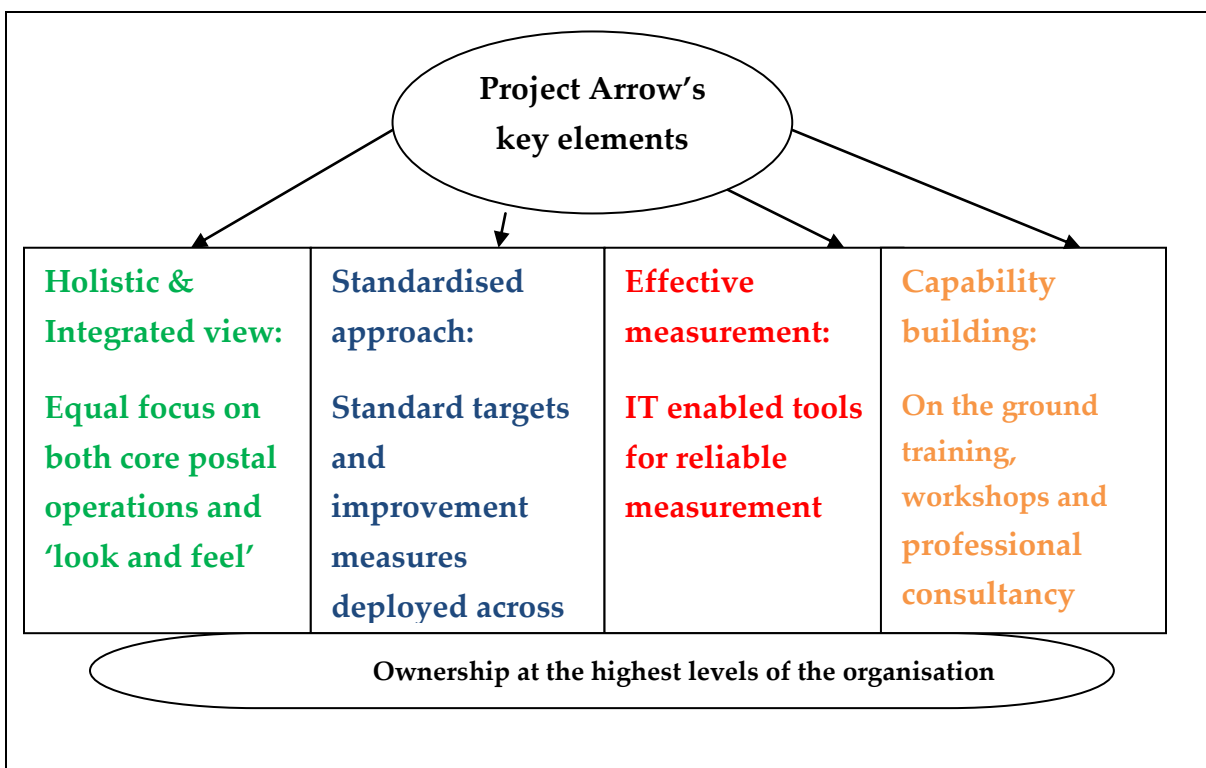 Project Arrow’s
key elements
Holistic &
Integrated view:
Equal focus on
both core postal
operations and
‘look and feel’
Standardised
approach:
Standard targets
and
improvement
measures
deployed across
Effective
measurement:
IT enabled tools
for reliable
measurement
Capability
building:
On the ground
training,
workshops and
professional
consultancy
Ownership at the highest levels of the organisation